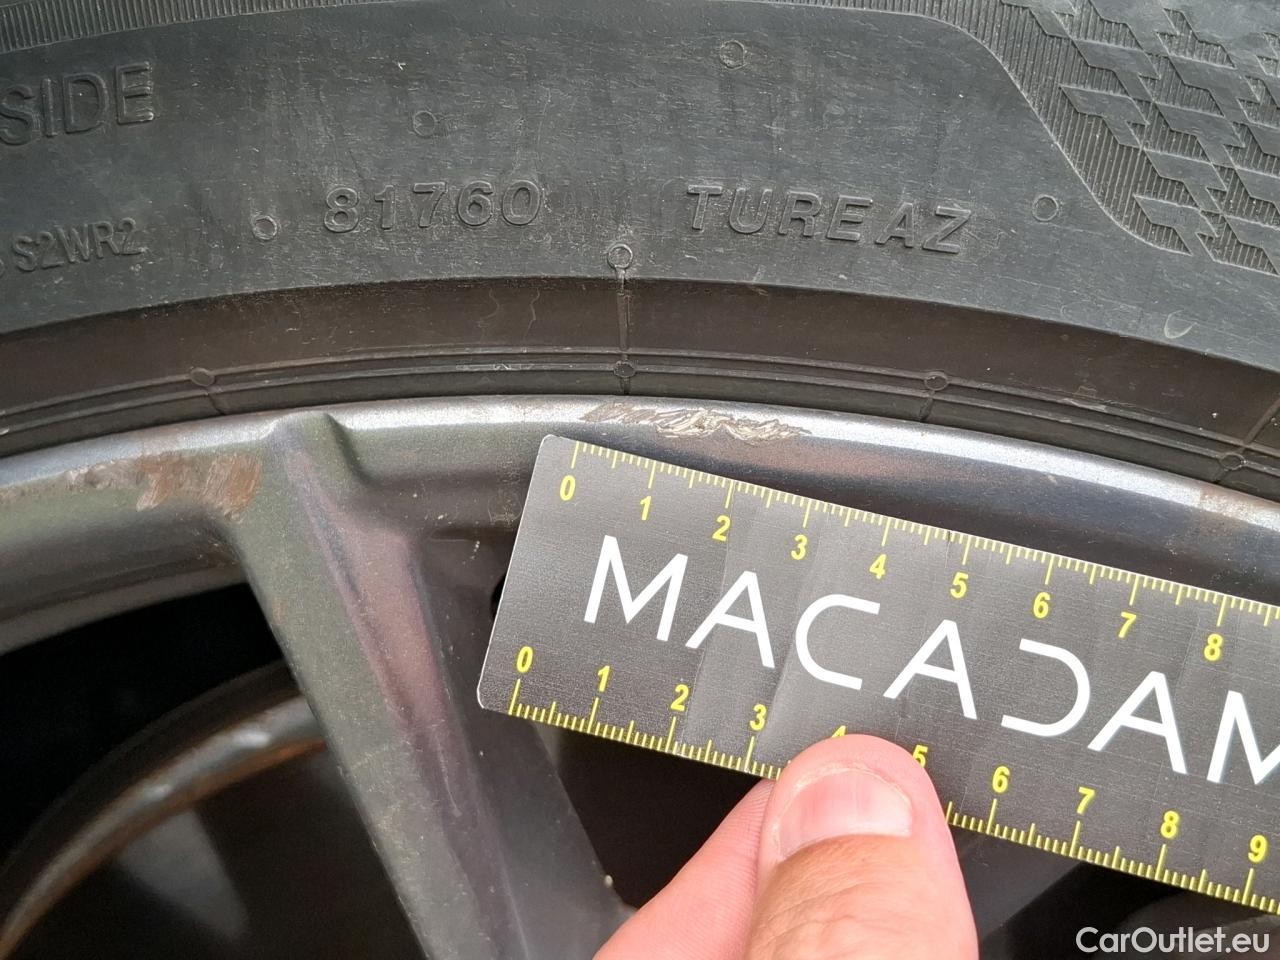 SIDE
S2WR2
81760
TUREAZ
0 1 2 3 4 5 6 7 8
MACADAM
0 1 2 3 4 5 6 7 8 9
CarOutlet.eu